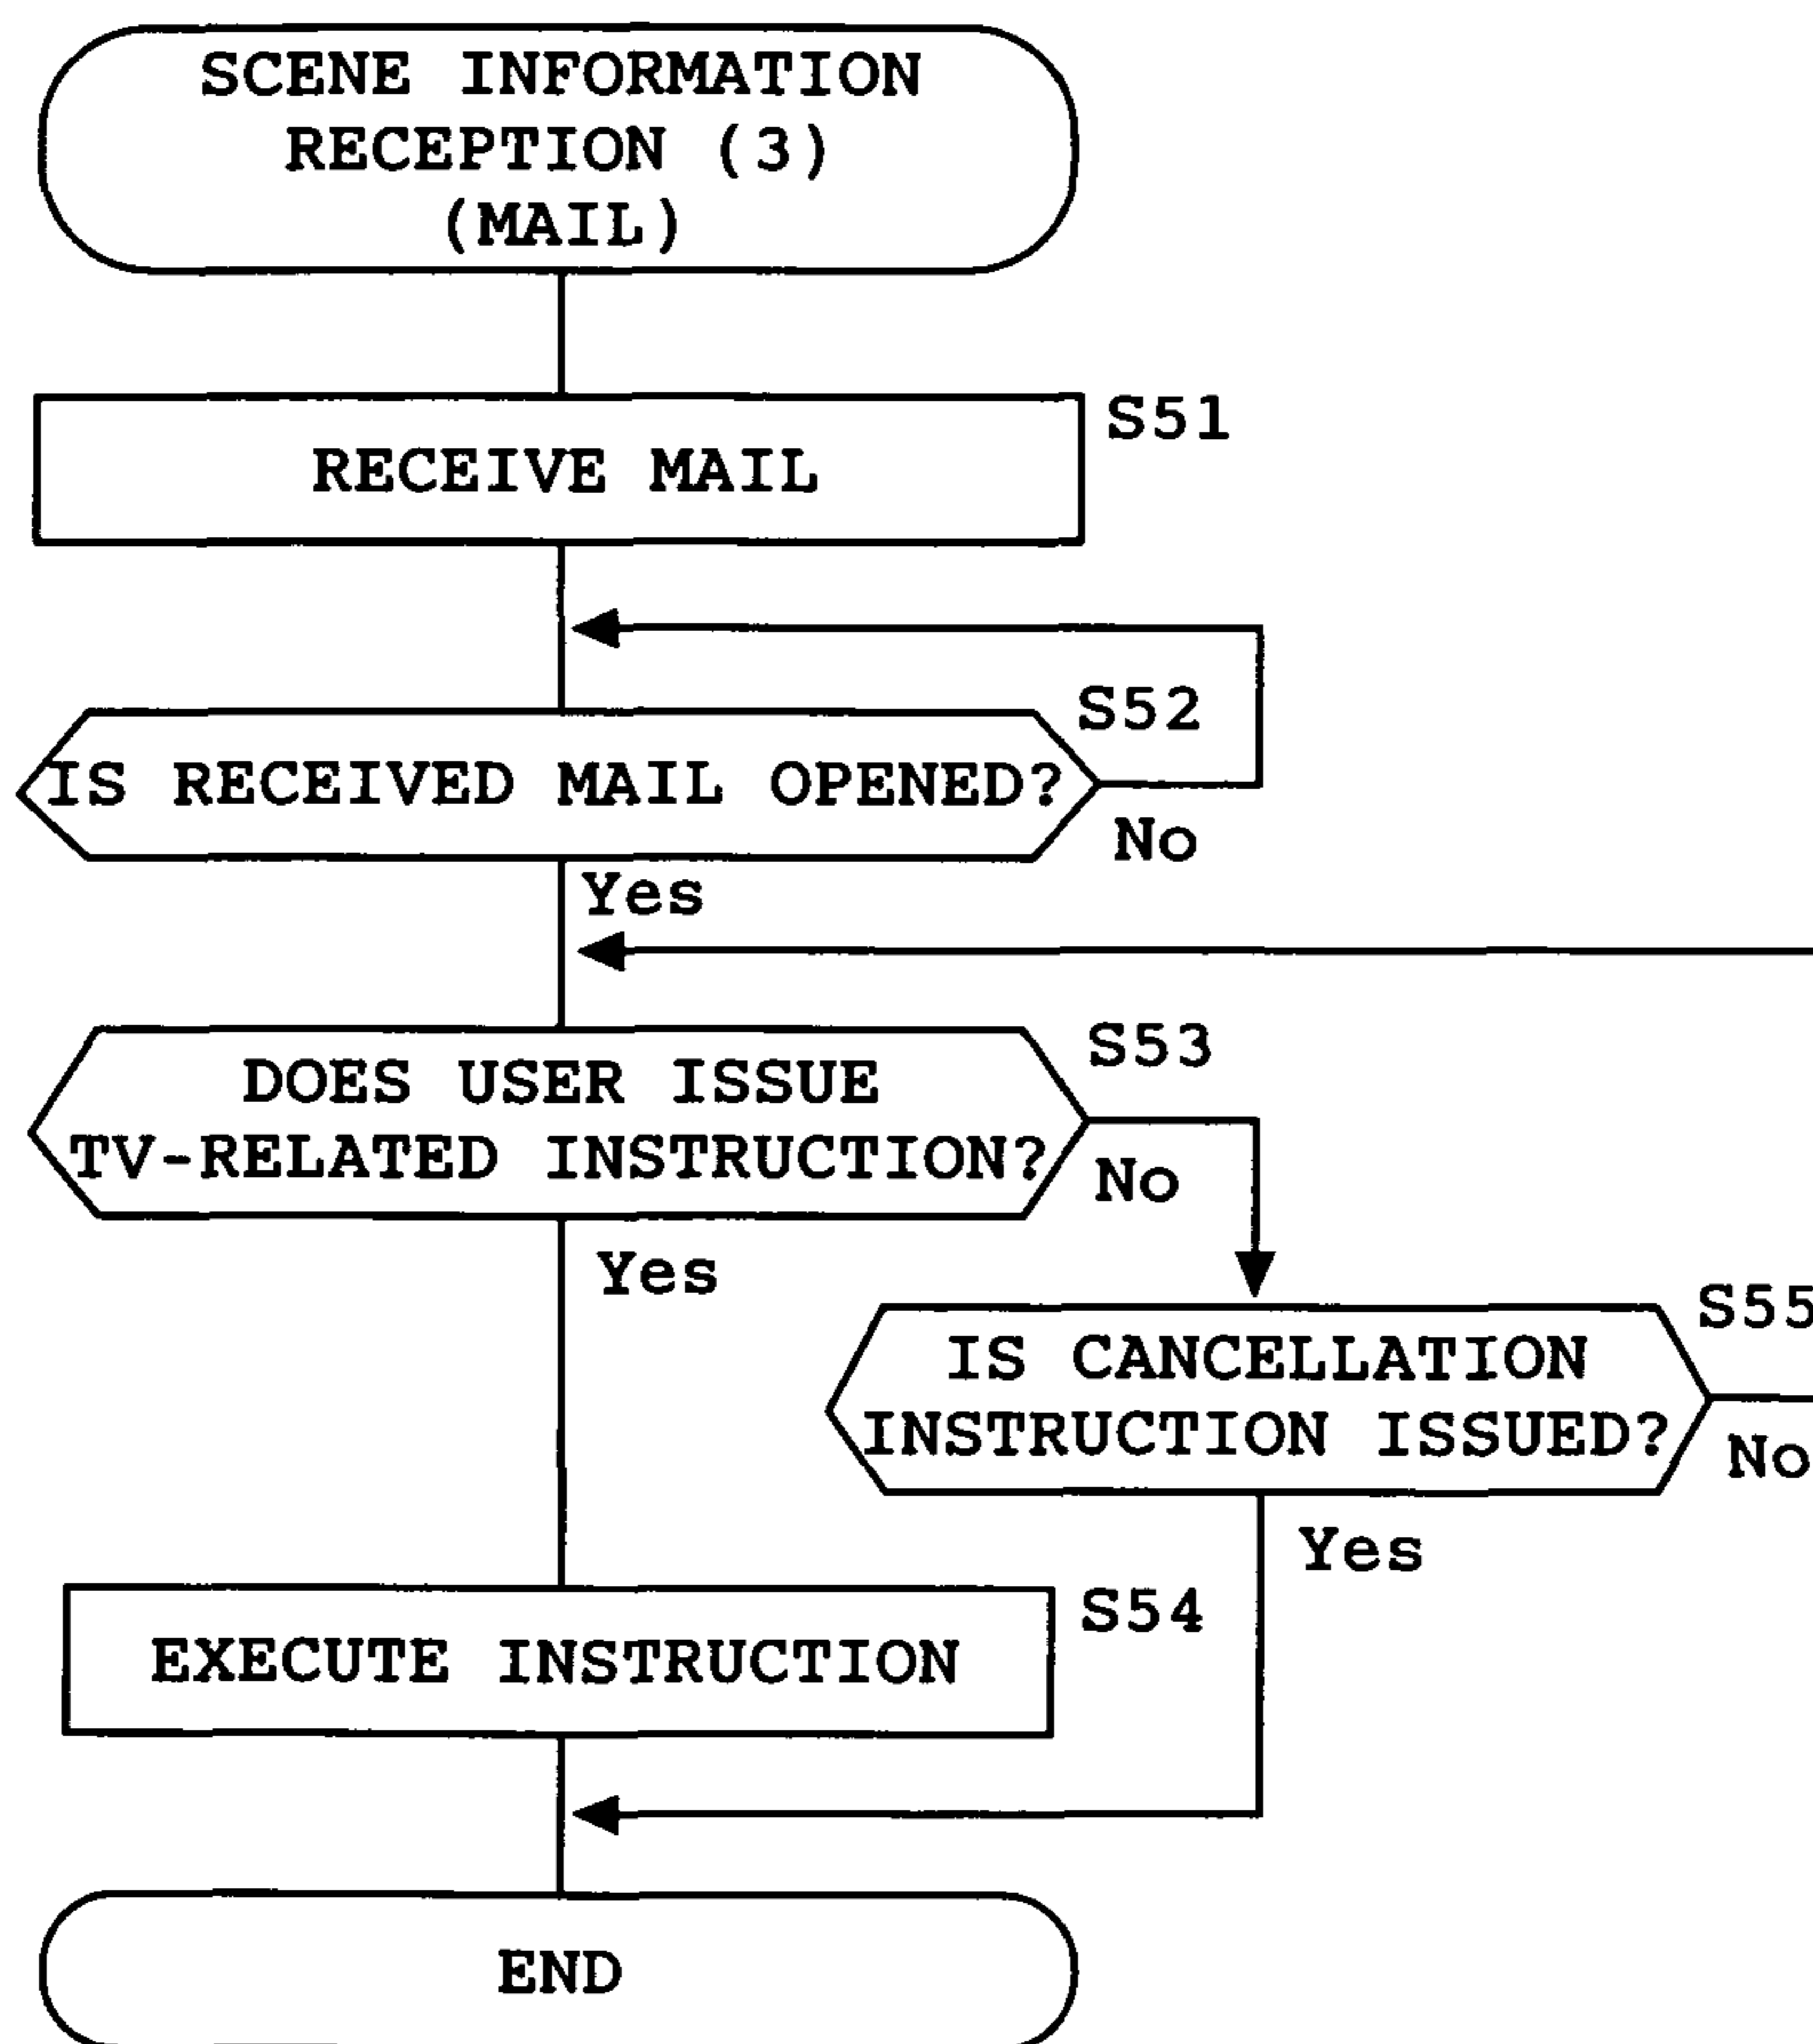 SCENE INFORMATION
RECEPTION (3)
(MAIL)
S51
RECEIVE MAIL
S52
IS RECEIVED MAIL OPENED?
No
Yes
S53
DOES USER ISSUE
TV-RELATED INSTRUCTION?
No
Yes
S55
IS CANCELLATION
INSTRUCTION ISSUED?
No
Yes
S54
EXECUTE INSTRUCTION
END